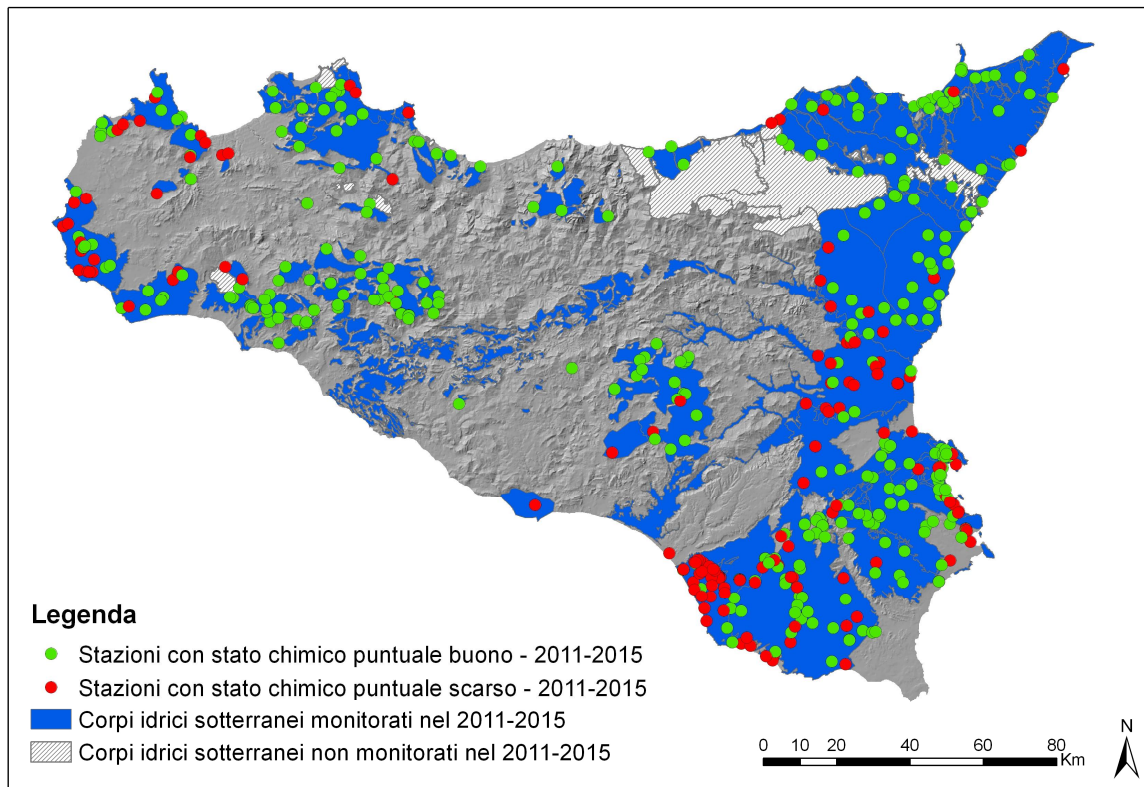 Legenda
Stazioni con stato chimico puntuale buono - 2011-2015
Stazioni con stato chimico puntuale scarso - 2011-2015
Corpi idrici sotterranei monitorati nel 2011-2015
Corpi idrici sotterranei non monitorati nel 2011-2015
0 10 20 40 60 80
Km
N